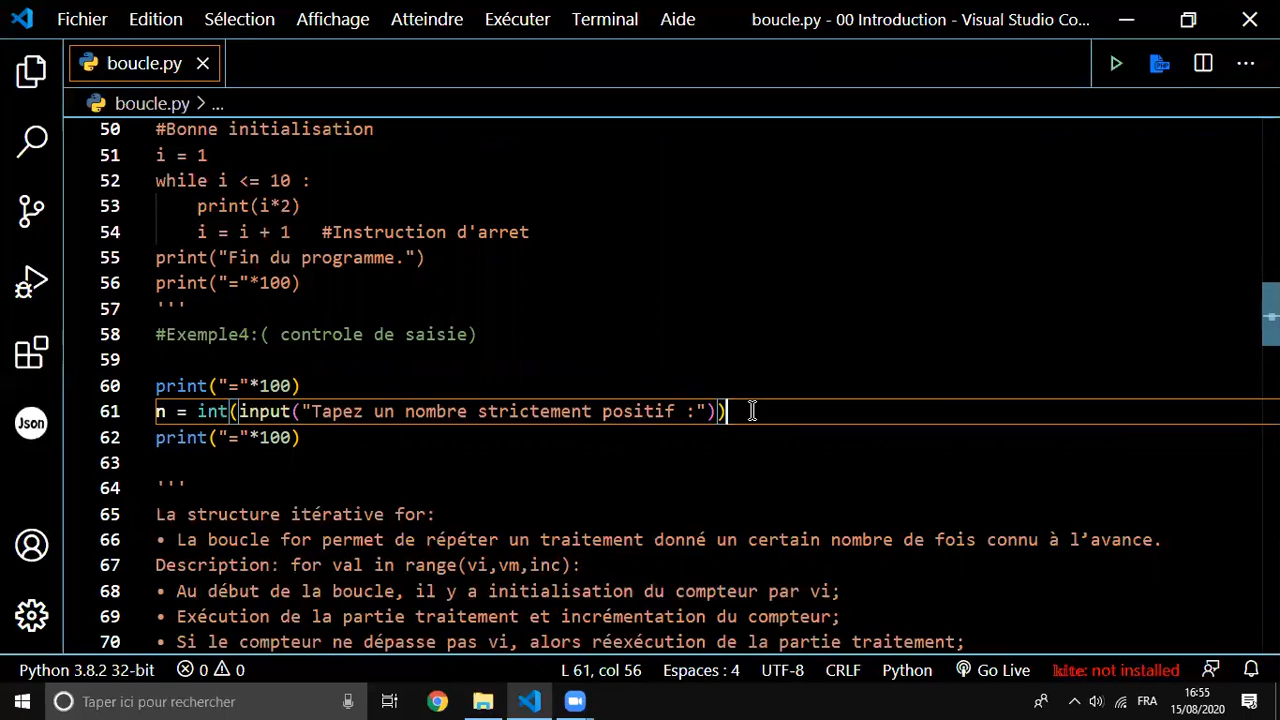 Fichier Edition Sélection Affichage Atteindre Exécuter Terminal Aide boucle.py - 00 Introduction - Visual Studio Co...
boucle.py
boucle.py > ...
50 #Bonne initialisation
51 i = 1
52 while i <= 10 :
53 print(i*2)
54 i = i + 1 #Instruction d'arret
55 print("Fin du programme.")
56 print("="*100)
57 '''
58 #Exemple4:( controle de saisie)
59
60 print("="*100)
61 n = int(input("Tapez un nombre strictement positif :"))
62 print("="*100)
63
64 '''
65 La structure itérative for:
66 • La boucle for permet de répéter un traitement donné un certain nombre de fois connu à l’avance.
67 Description: for val in range(vi,vm,inc):
68 • Au début de la boucle, il y a initialisation du compteur par vi;
69 • Exécution de la partie traitement et incrémentation du compteur;
70 • Si le compteur ne dépasse pas vi, alors réexécution de la partie traitement;
Json
Python 3.8.2 32-bit 0 0 L 61, col 56 Espaces : 4 UTF-8 CRLF Python Go Live kite: not installed
Taper ici pour rechercher FRA 16:55
15/08/2020